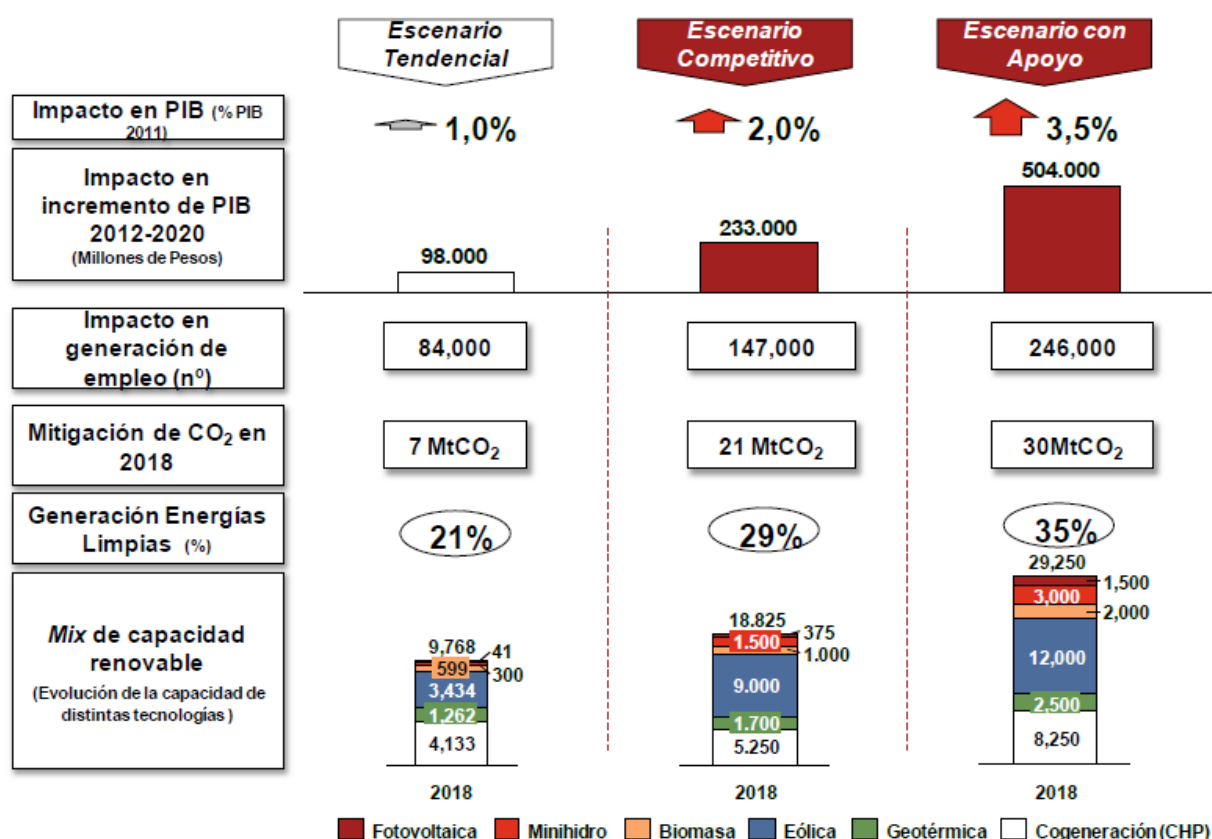 Escenario
Tendencial
Escenario
Competitivo
Escenario con
Apoyo
Impacto en PIB (% PIB
2011)
1,0%
2,0%
3,5%
Impacto en
incremento de PIB
2012-2020
(Millones de Pesos)
98.000
233.000
504.000
Impacto en
generación de
empleo (nº)
84,000
147,000
246,000
Mitigación de CO2 en
2018
7 MtCO2
21 MtCO2
30MtCO2
Generación Energías
Limpias (%)
21%
29%
35%
Mix de capacidad
renovable
(Evolución de la capacidad de
distintas tecnologías )
9,768
41
300
599
3,434
1,262
4,133
2018
18.825
375
1.500
1.000
9.000
1.700
5.250
2018
29,250
1,500
3,000
2,000
12,000
2,500
8,250
2018
Fotovoltaica
Minihidro
Biomasa
Eólica
Geotérmica
Cogeneración (CHP)